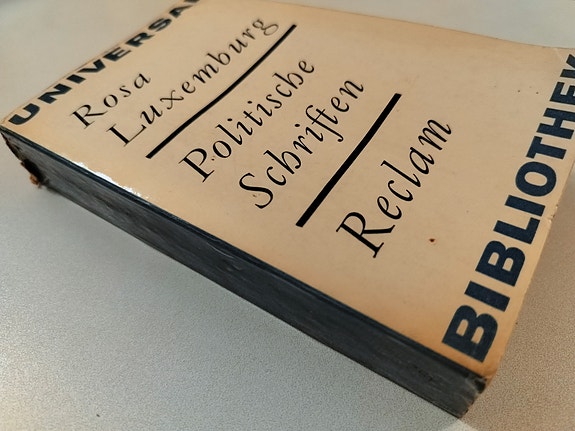 UNIVERSAL
Rosa
Luxemburg
Politische
Schriften
Reclam
BIBLIOTHEK